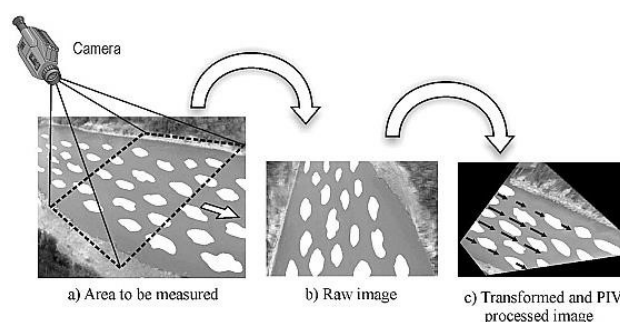 Camera
a) Area to be measured
b) Raw image
c) Transformed and PIV
processed image